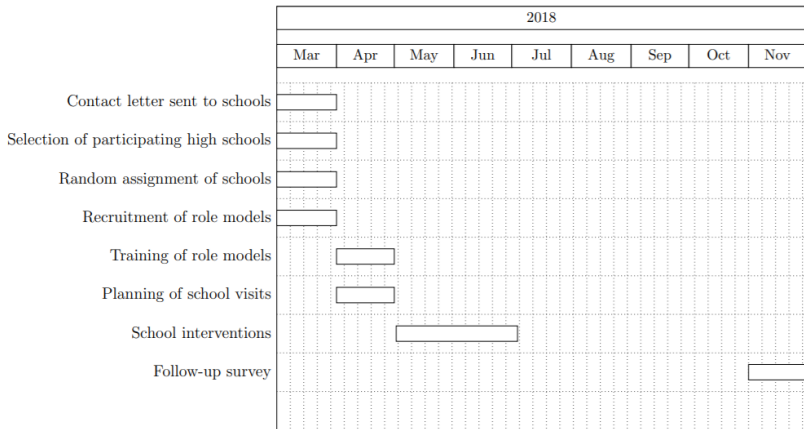 2018
Mar Apr May Jun Jul Aug Sep Oct Nov
Contact letter sent to schools
Selection of participating high schools
Random assignment of schools
Recruitment of role models
Training of role models
Planning of school visits
School interventions
Follow-up survey